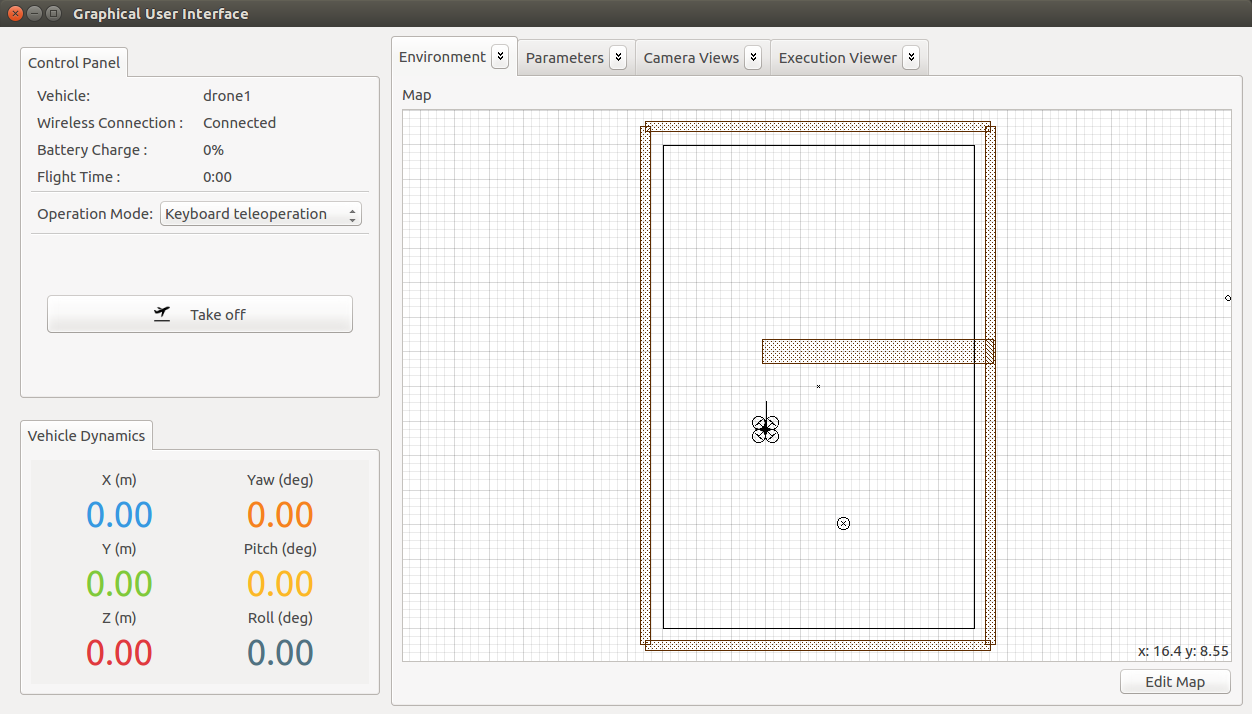 Graphical User Interface
Control Panel
Vehicle: drone1
Wireless Connection : Connected
Battery Charge : 0%
Flight Time : 0:00
Operation Mode: Keyboard teleoperation
Take off
Vehicle Dynamics
X (m) Yaw (deg)
0.00 0.00
Y (m) Pitch (deg)
0.00 0.00
Z (m) Roll (deg)
0.00 0.00
Environment Parameters Camera Views Execution Viewer
Map
x: 16.4 y: 8.55
Edit Map